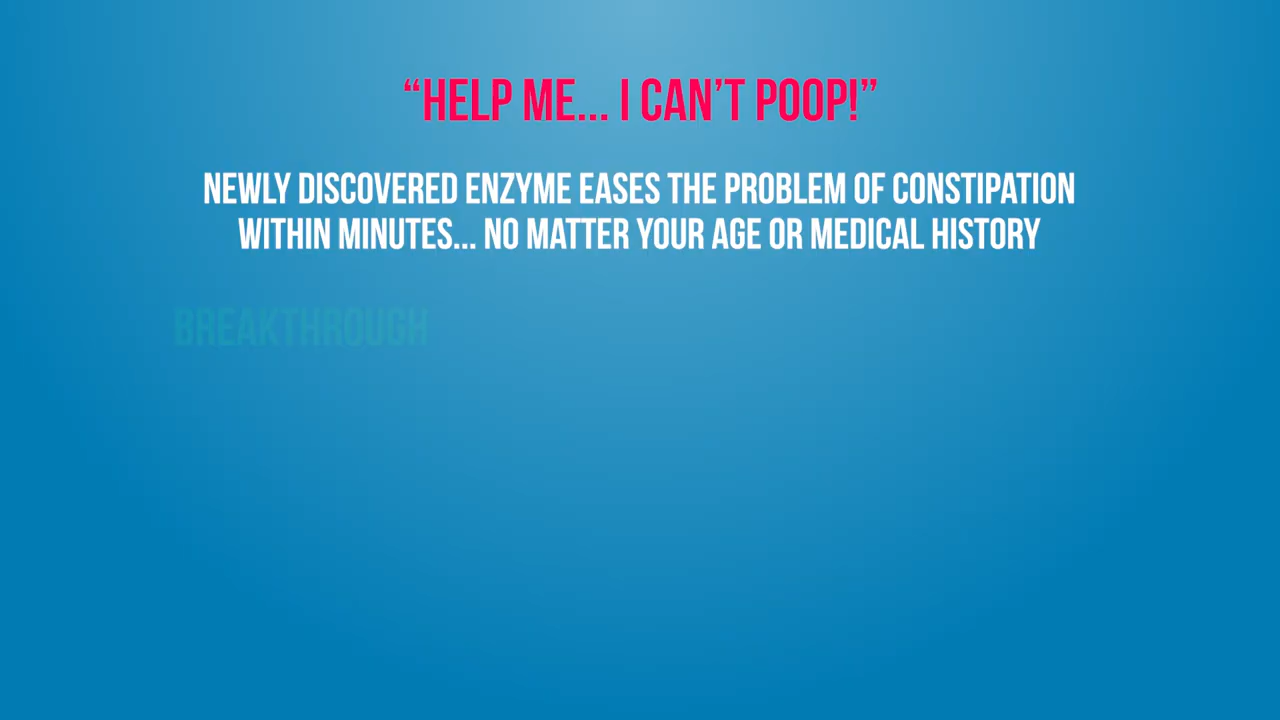 “HELP ME... I CAN’T POOP!”
NEWLY DISCOVERED ENZYME EASES THE PROBLEM OF CONSTIPATION
WITHIN MINUTES... NO MATTER YOUR AGE OR MEDICAL HISTORY
BREAKTHROUGH